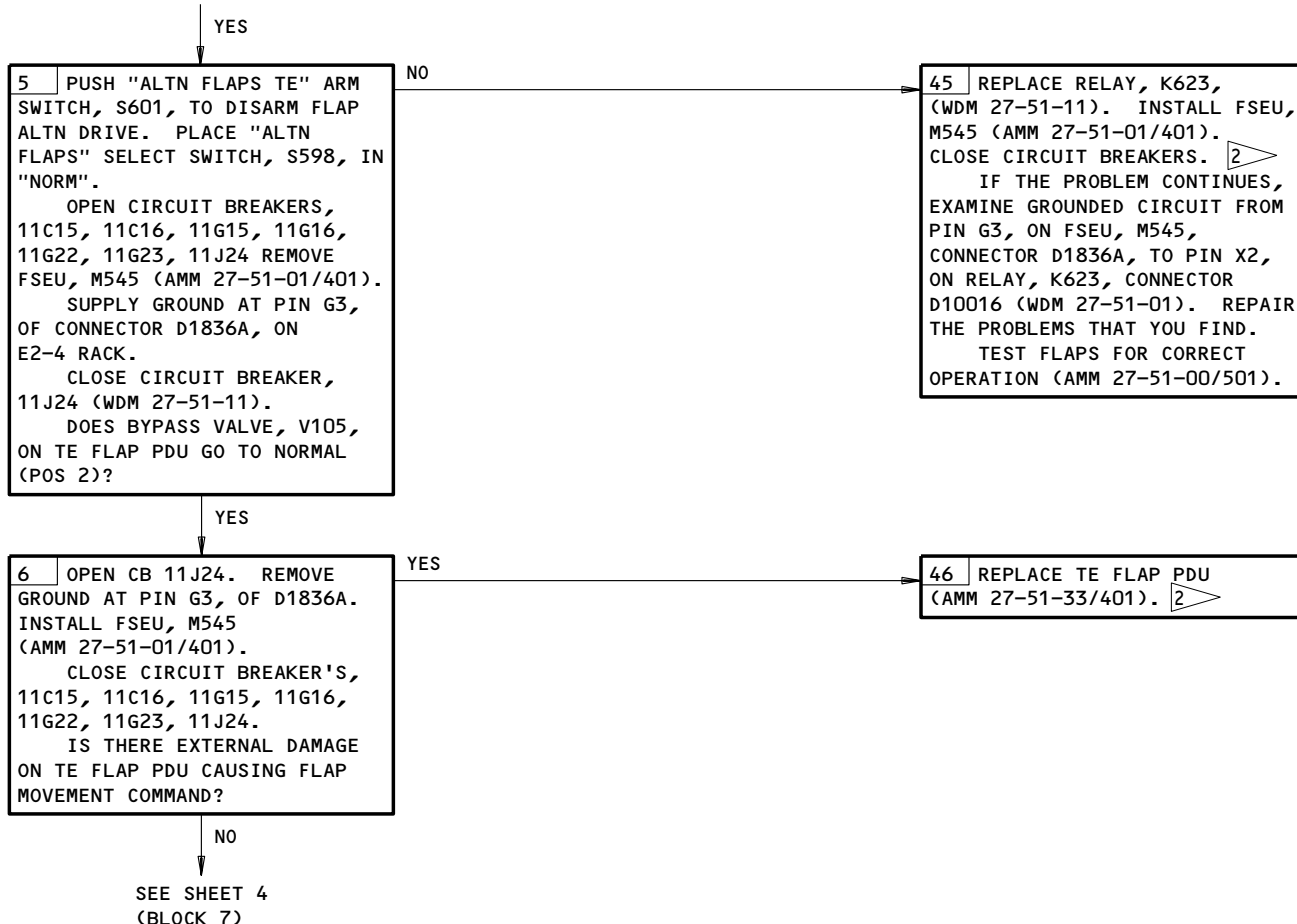 YES
5 PUSH "ALTN FLAPS TE" ARM
SWITCH, S601, TO DISARM FLAP
ALTN DRIVE. PLACE "ALTN
FLAPS" SELECT SWITCH, S598, IN
"NORM".
OPEN CIRCUIT BREAKERS,
11C15, 11C16, 11G15, 11G16,
11G22, 11G23, 11J24 REMOVE
FSEU, M545 (AMM 27-51-01/401).
SUPPLY GROUND AT PIN G3,
OF CONNECTOR D1836A, ON
E2-4 RACK.
CLOSE CIRCUIT BREAKER,
11J24 (WDM 27-51-11).
DOES BYPASS VALVE, V105,
ON TE FLAP PDU GO TO NORMAL
(POS 2)?
NO
45 REPLACE RELAY, K623,
(WDM 27-51-11). INSTALL FSEU,
M545 (AMM 27-51-01/401).
CLOSE CIRCUIT BREAKERS. 2
IF THE PROBLEM CONTINUES,
EXAMINE GROUNDED CIRCUIT FROM
PIN G3, ON FSEU, M545,
CONNECTOR D1836A, TO PIN X2,
ON RELAY, K623, CONNECTOR
D10016 (WDM 27-51-01). REPAIR
THE PROBLEMS THAT YOU FIND.
TEST FLAPS FOR CORRECT
OPERATION (AMM 27-51-00/501).
YES
6 OPEN CB 11J24. REMOVE
GROUND AT PIN G3, OF D1836A.
INSTALL FSEU, M545
(AMM 27-51-01/401).
CLOSE CIRCUIT BREAKER'S,
11C15, 11C16, 11G15, 11G16,
11G22, 11G23, 11J24.
IS THERE EXTERNAL DAMAGE
ON TE FLAP PDU CAUSING FLAP
MOVEMENT COMMAND?
YES
46 REPLACE TE FLAP PDU
(AMM 27-51-33/401). 2
NO
SEE SHEET 4
(BLOCK 7)